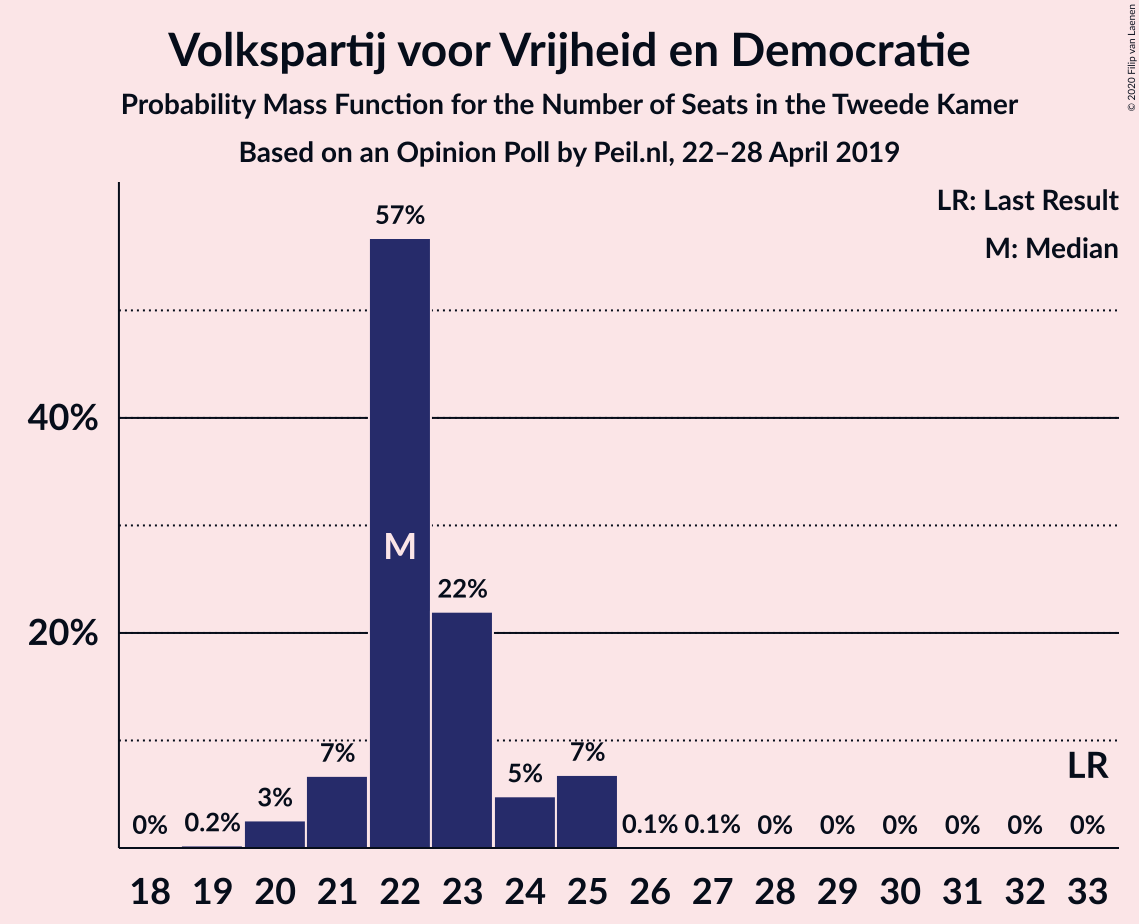 Volkspartij voor Vrijheid en Democratie
Probability Mass Function for the Number of Seats in the Tweede Kamer
Based on an Opinion Poll by Peil.nl, 22–28 April 2019
© 2020 Filip van Laenen
LR: Last Result
M: Median
57%
40%
M
22%
20%
7%
7%
5%
3%
LR
0%
0.2%
0.1%
0.1%
0%
0%
0%
0%
0%
0%
18 19 20 21 22 23 24 25 26 27 28 29 30 31 32 33